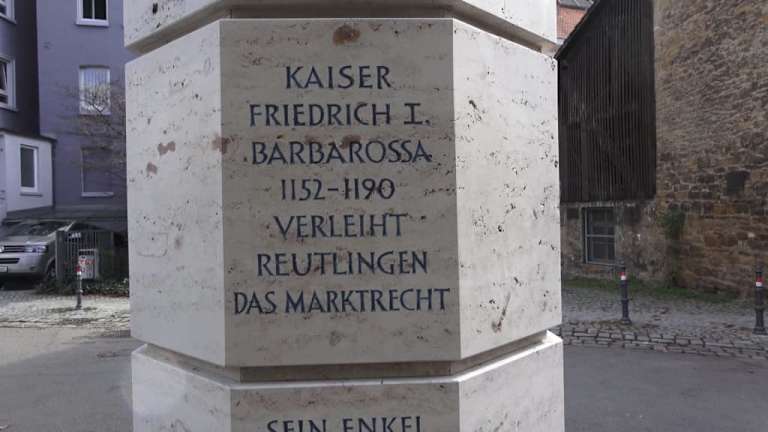 KAISER
FRIEDRICH I.
BARBAROSSA
1152-1190
VERLEIHT
REUTLINGEN
DAS MARKTRECHT
SEIN ENKEL